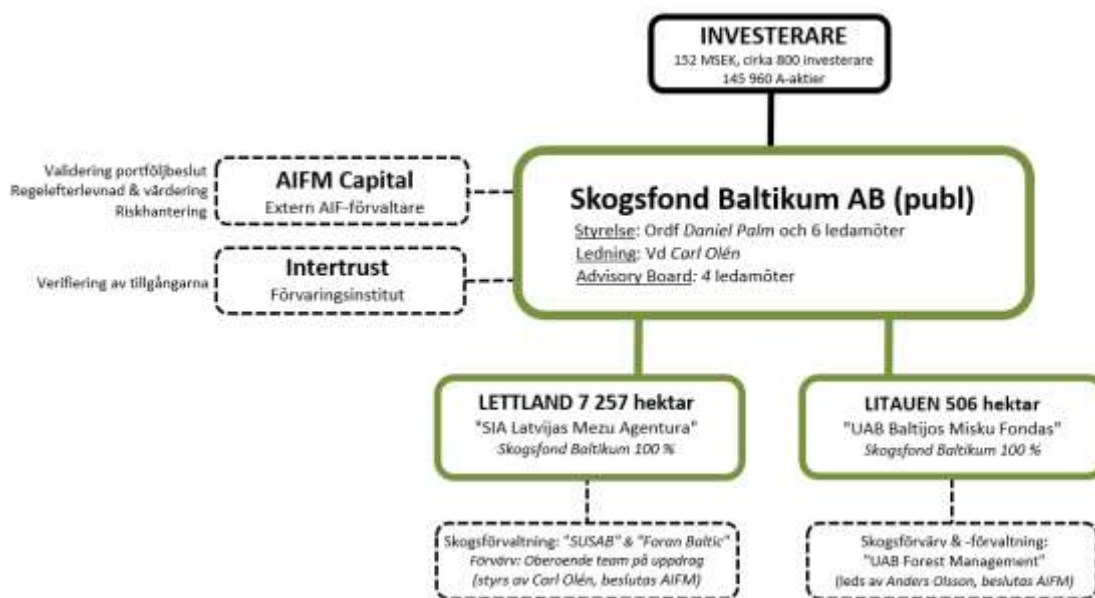 INVESTERARE
152 MSEK, cirka 800 investerare
145 960 A-aktier
Validering portföljbeslut
Regelefterlevnad & värdering
Riskhantering
AIFM Capital
Extern AIF-förvaltare
Verifiering av tillgångarna
Intertrust
Förvaringsinstitut
Skogsfond Baltikum AB (publ)
Styrelse: Ordf Daniel Palm och 6 ledamöter
Ledning: Vd Carl Olén
Advisory Board: 4 ledamöter
LETTLAND 7 257 hektar
"SIA Latvijas Mezu Agentura"
Skogsfond Baltikum 100 %
LITAUEN 506 hektar
"UAB Baltijos Misku Fondas"
Skogsfond Baltikum 100 %
Skogsförvaltning: "SUSAB" & "Foran Baltic"
Förvärv: Oberoende team på uppdrag
(styrs av Carl Olén, beslutas AIFM)
Skogsförvärv & -förvaltning:
"UAB Forest Management"
(leds av Anders Olsson, beslutas AIFM)